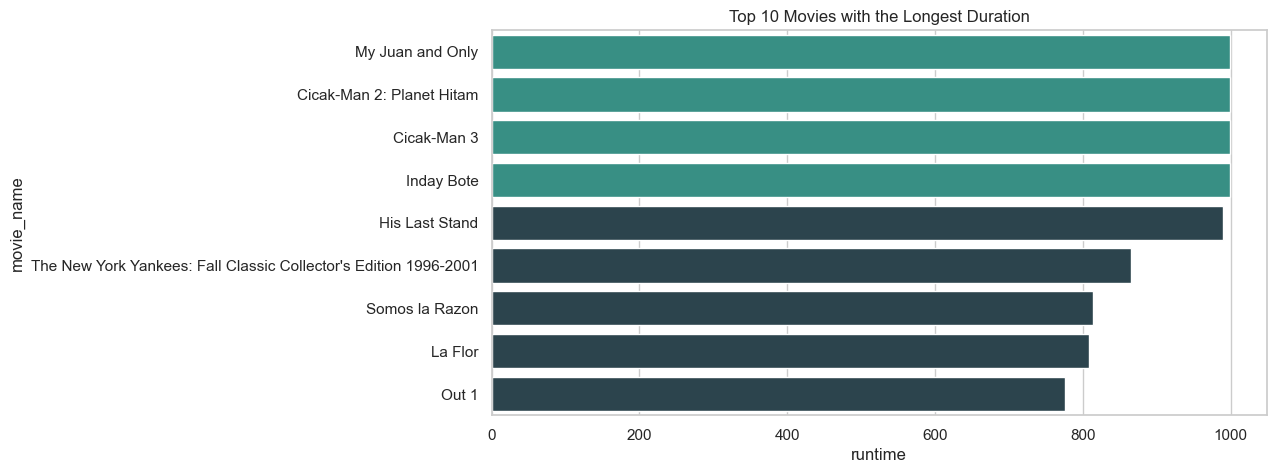 Top 10 Movies with the Longest Duration
movie_name
My Juan and Only
Cicak-Man 2: Planet Hitam
Cicak-Man 3
Inday Bote
His Last Stand
The New York Yankees: Fall Classic Collector's Edition 1996-2001
Somos la Razon
La Flor
Out 1
0 200 400 600 800 1000
runtime